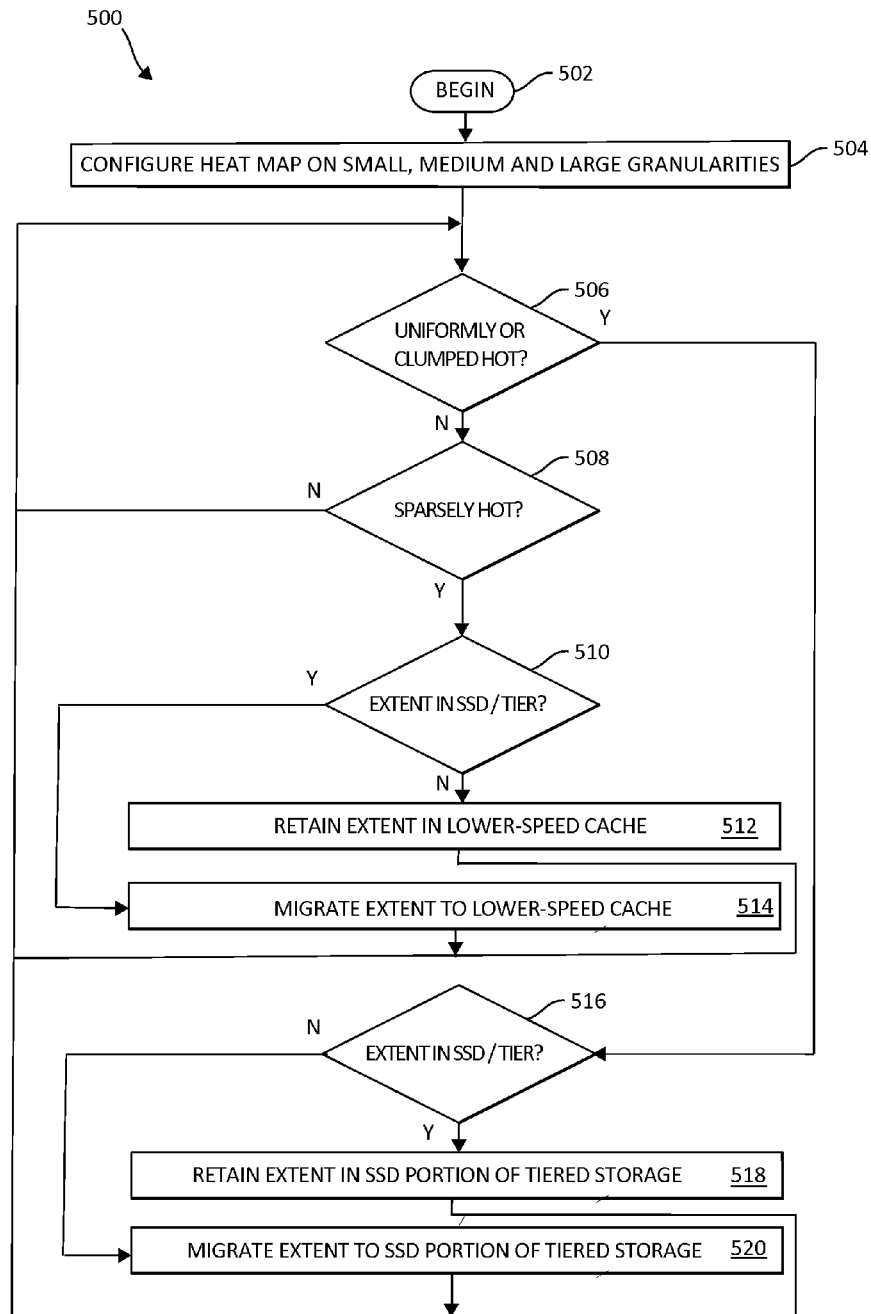 500
BEGIN
502
CONFIGURE HEAT MAP ON SMALL, MEDIUM AND LARGE GRANULARITIES
504
506
UNIFORMLY OR
CLUMPED HOT?
Y
N
508
N
SPARSELY HOT?
Y
510
Y
EXTENT IN SSD / TIER?
N
RETAIN EXTENT IN LOWER-SPEED CACHE 512
MIGRATE EXTENT TO LOWER-SPEED CACHE 514
516
N
EXTENT IN SSD / TIER?
Y
RETAIN EXTENT IN SSD PORTION OF TIERED STORAGE 518
MIGRATE EXTENT TO SSD PORTION OF TIERED STORAGE 520